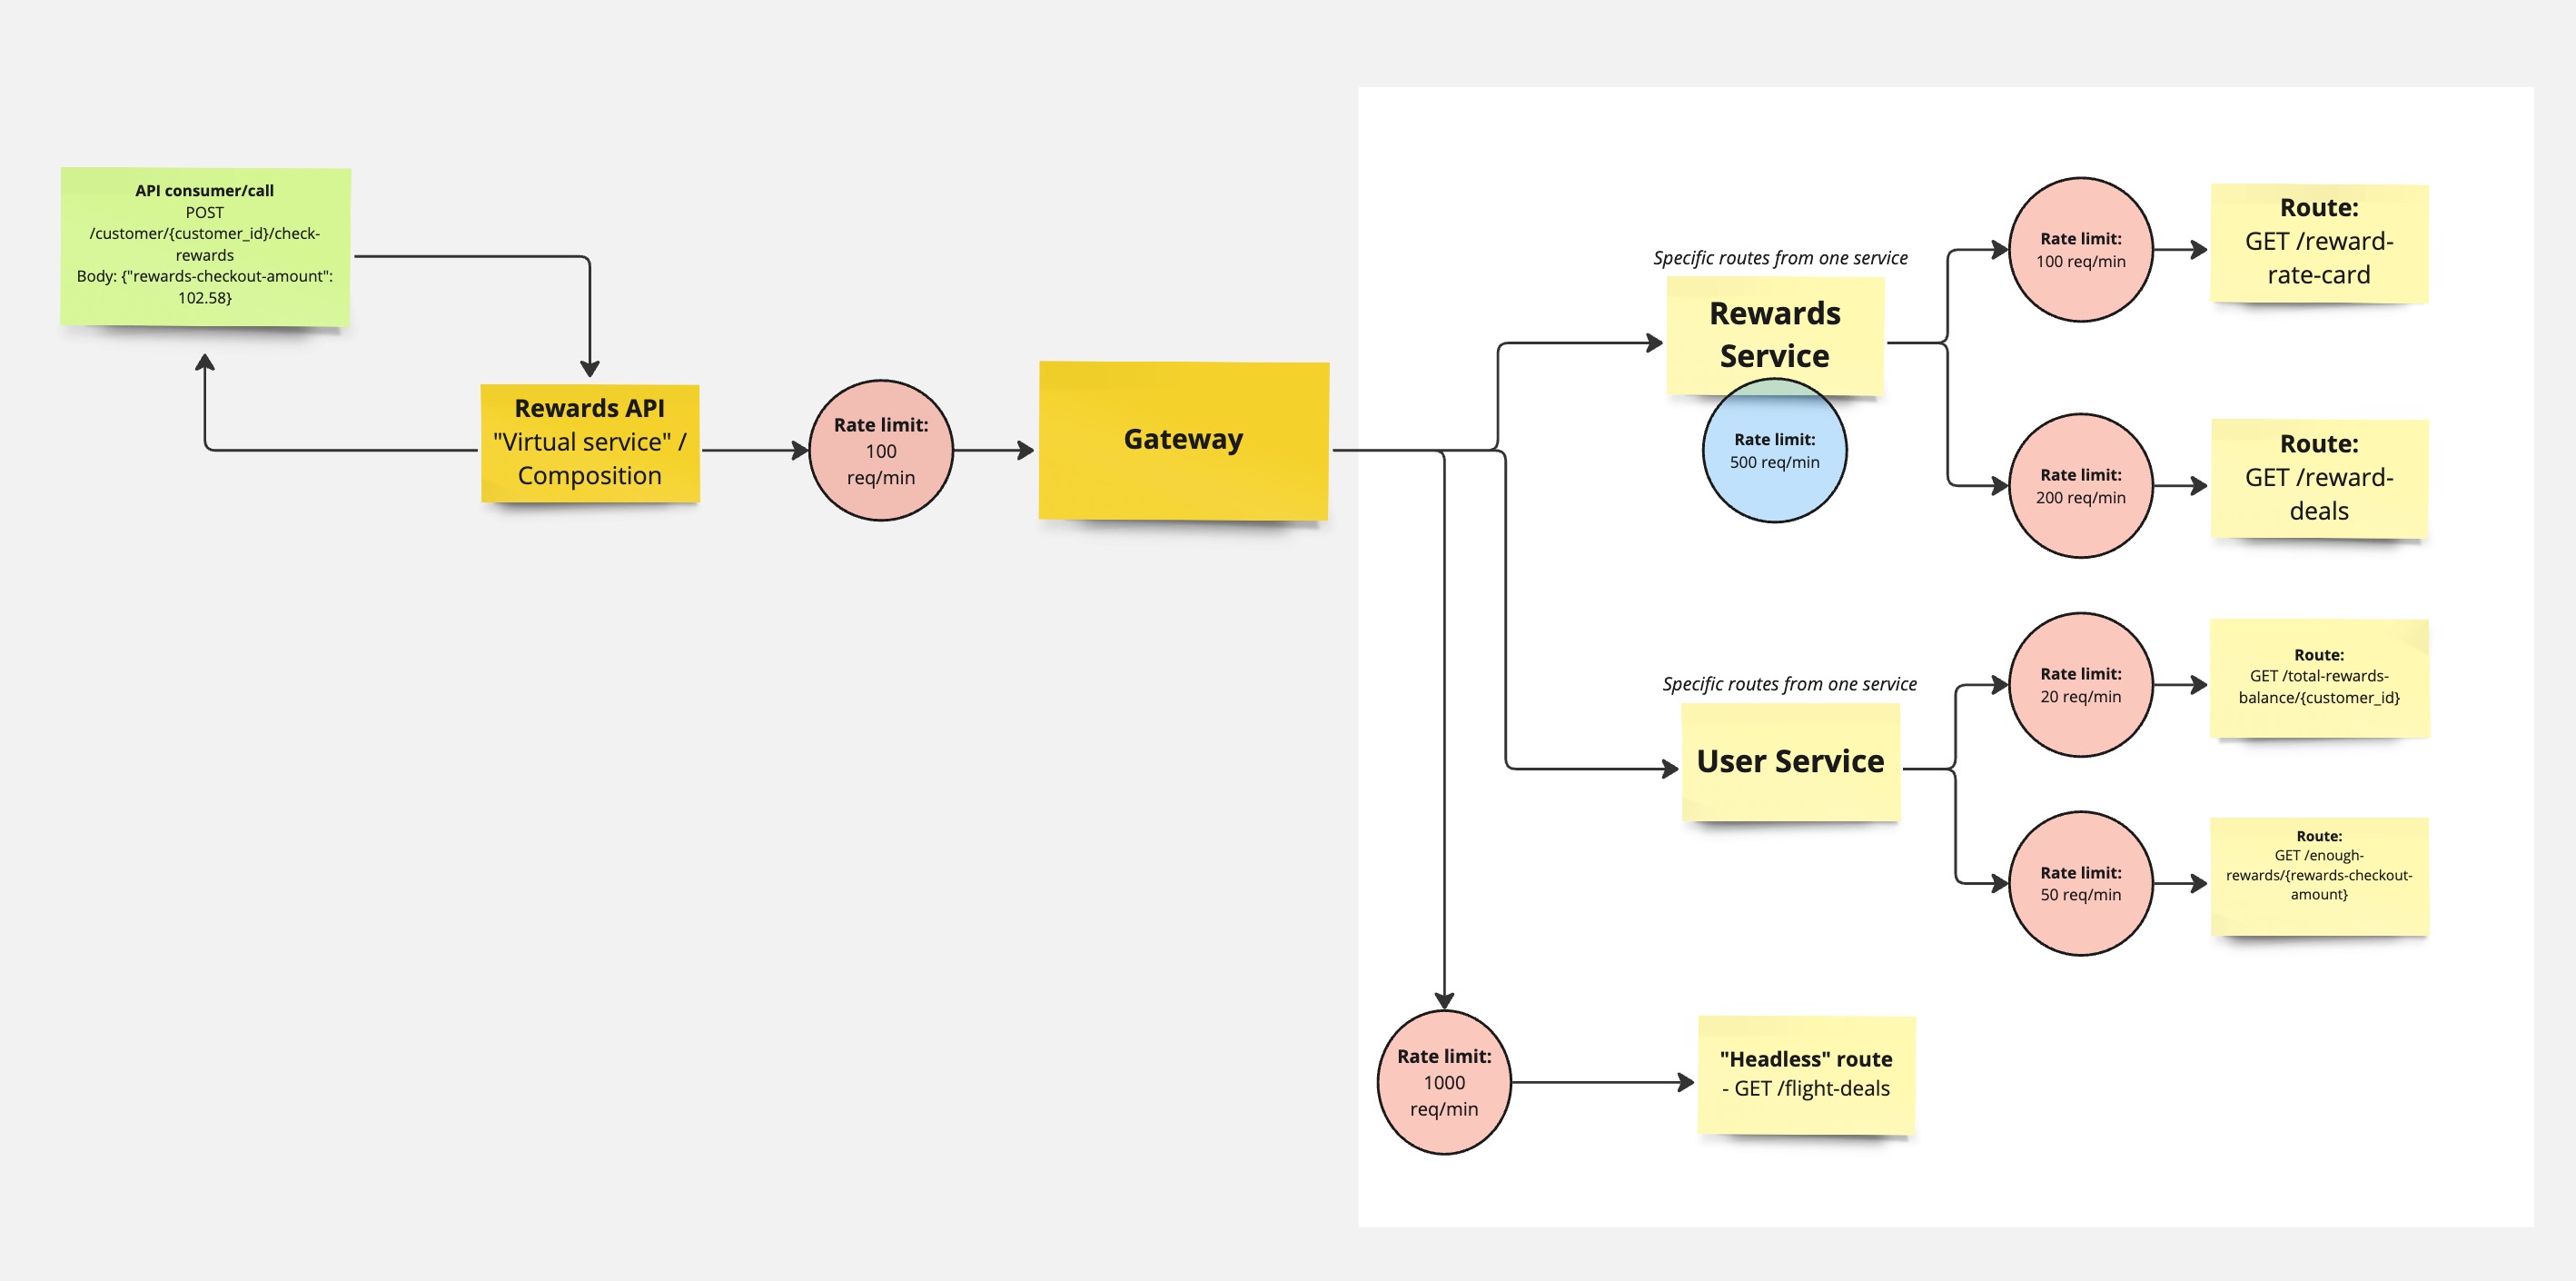 API consumer/call
POST
/customer/{customer_id}/check-
rewards
Body: {"rewards-checkout-amount":
102.58}
Rewards API
"Virtual service" /
Composition
Rate limit:
100
req/min
Gateway
Specific routes from one service
Rewards
Service
Rate limit:
500 req/min
Rate limit:
100 req/min
Route:
GET /reward-
rate-card
Rate limit:
200 req/min
Route:
GET /reward-
deals
Specific routes from one service
User Service
Rate limit:
20 req/min
Route:
GET /total-rewards-
balance/{customer_id}
Rate limit:
50 req/min
Route:
GET /enough-
rewards/{rewards-checkout-
amount}
Rate limit:
1000
req/min
"Headless" route
- GET /flight-deals